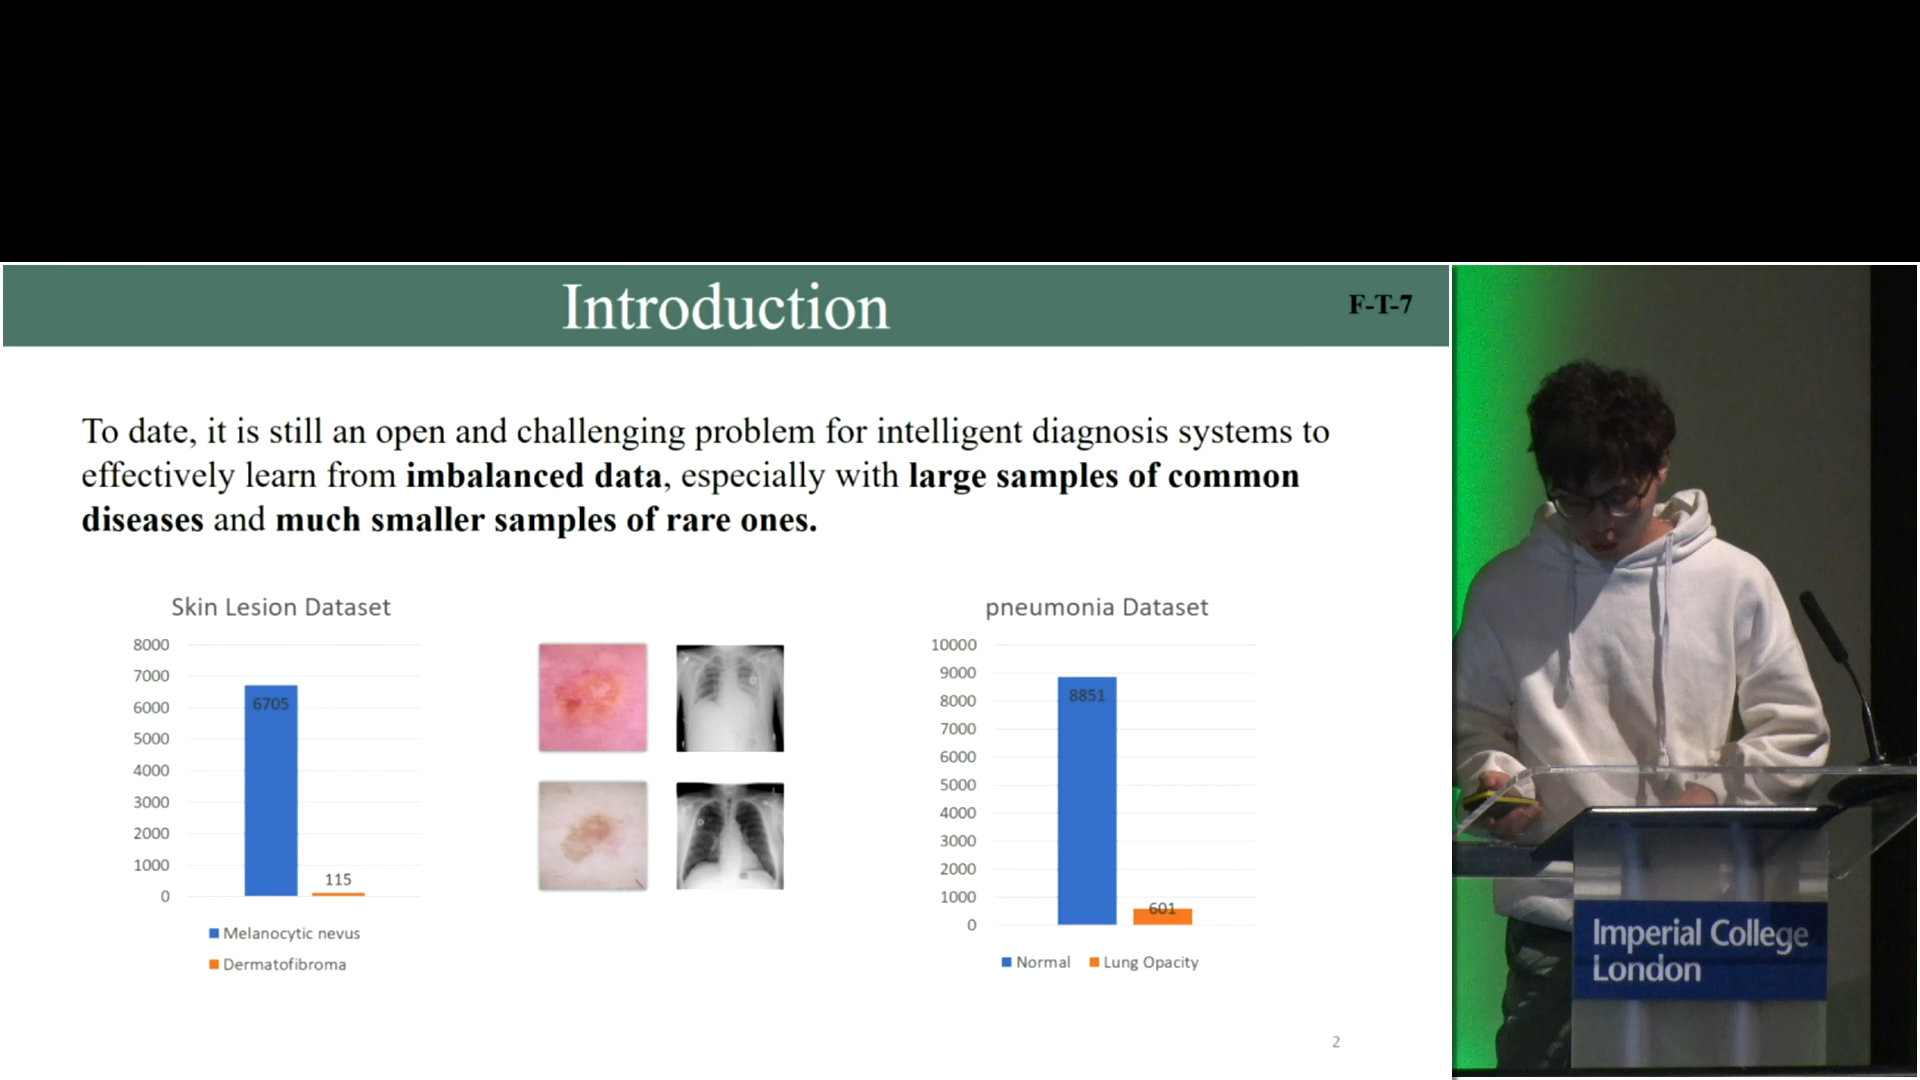 Introduction
F-T-7
To date, it is still an open and challenging problem for intelligent diagnosis systems to
effectively learn from imbalanced data, especially with large samples of common
diseases and much smaller samples of rare ones.
Skin Lesion Dataset
8000
7000
6000
5000
4000
3000
2000
1000
0
6705
115
Melanocytic nevus
Dermatofibroma
pneumonia Dataset
10000
9000
8000
7000
6000
5000
4000
3000
2000
1000
0
8851
601
Normal
Lung Opacity
2
Imperial College
London